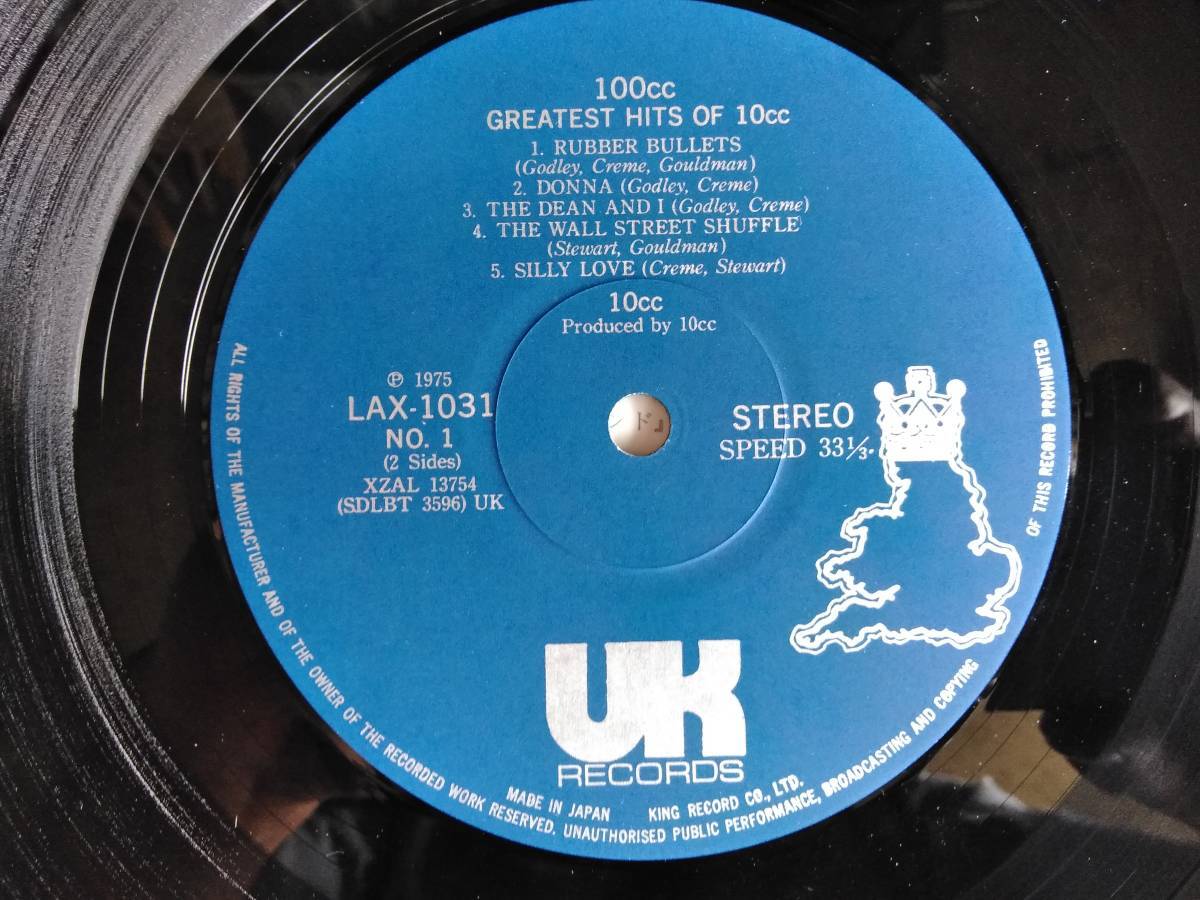 100cc
GREATEST HITS OF 10cc
1. RUBBER BULLETS
(Godley, Creme, Gouldman)
2. DONNA (Godley, Creme)
3. THE DEAN AND I (Godley, Creme)
4. THE WALL STREET SHUFFLE
(Stewart, Gouldman)
5. SILLY LOVE (Creme, Stewart)
10cc
Produced by 10cc
℗ 1975
LAX-1031
NO. 1
(2 Sides)
XZAL 13754
(SDLBT 3596) UK
STEREO
SPEED 33⅓.
ド』
UK
RECORDS
MADE IN JAPAN KING RECORD CO., LTD.
ALL RIGHTS OF THE MANUFACTURER AND OF THE OWNER OF THE RECORDED WORK RESERVED. UNAUTHORISED PUBLIC PERFORMANCE, BROADCASTING AND COPYING OF THIS RECORD PROHIBITED